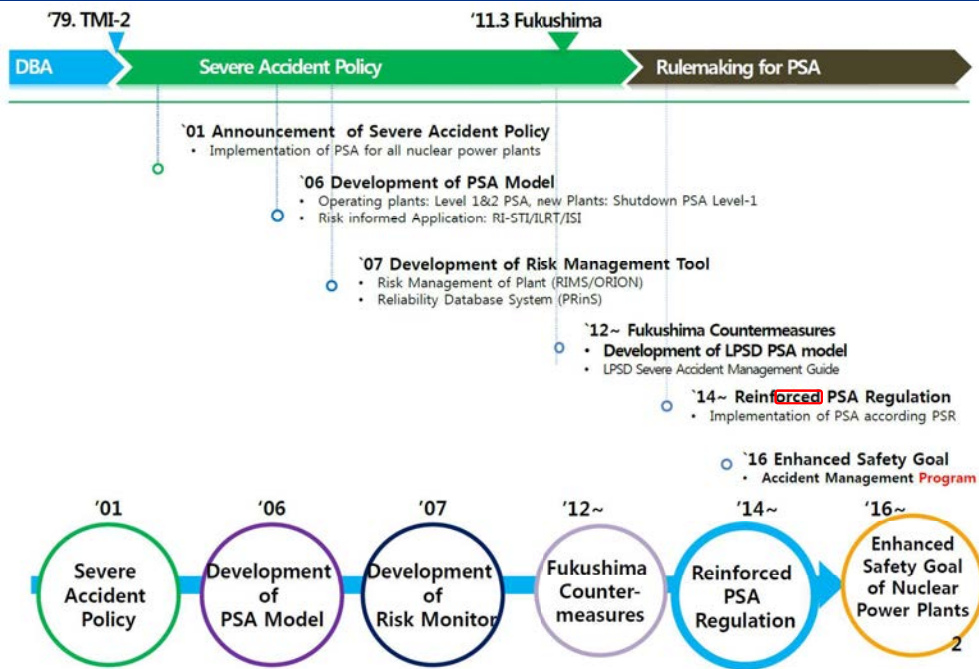 ‘79. TMI-2
‘11.3 Fukushima
DBA
Severe Accident Policy
Rulemaking for PSA
`01 Announcement of Severe Accident Policy
• Implementation of PSA for all nuclear power plants
`06 Development of PSA Model
• Operating plants: Level 1&2 PSA, new Plants: Shutdown PSA Level-1
• Risk informed Application: RI-STI/ILRT/ISI
`07 Development of Risk Management Tool
• Risk Management of Plant (RIMS/ORION)
• Reliability Database System (PRinS)
`12~ Fukushima Countermeasures
• Development of LPSD PSA model
• LPSD Severe Accident Management Guide
`14~ Reinforced PSA Regulation
• Implementation of PSA according PSR
`16 Enhanced Safety Goal
• Accident Management Program
‘01
Severe
Accident
Policy
‘06
Development
of
PSA Model
‘07
Development
of
Risk Monitor
‘12~
Fukushima
Counter-
measures
‘14~
Reinforced
PSA
Regulation
‘16~
Enhanced
Safety Goal
of Nuclear
Power Plants
2